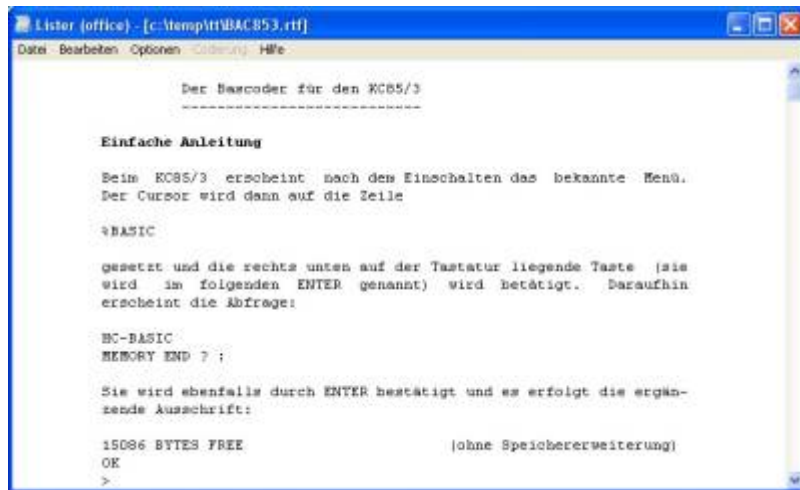 Lister (office) - [c:\temp\tt\BAC853.rtf]
Datei Bearbeiten Optionen Codierung Hilfe
Der Bascoder für den KC85/3
---------------------------
Einfache Anleitung
Beim KC85/3 erscheint nach dem Einschalten das bekannte Menü.
Der Cursor wird dann auf die Zeile
%BASIC
gesetzt und die rechts unten auf der Tastatur liegende Taste (sie
wird im folgenden ENTER genannt) wird betätigt. Daraufhin
erscheint die Abfrage:
HC-BASIC
MEMORY END ? :
Sie wird ebenfalls durch ENTER bestätigt und es erfolgt die ergän-
zende Ausschrift:
15086 BYTES FREE (ohne Speichererweiterung)
OK
>